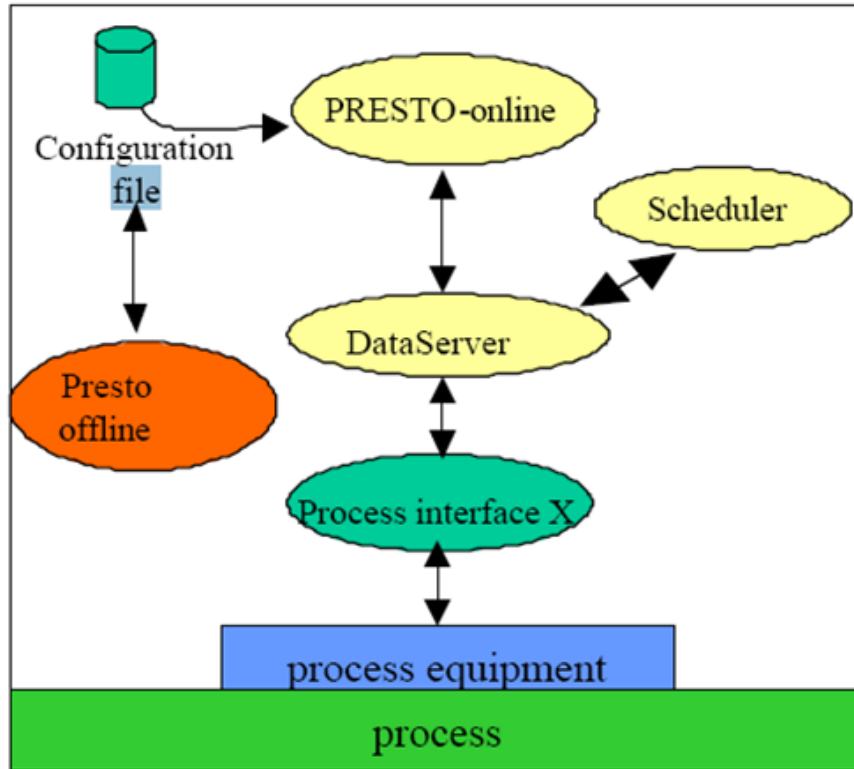 PRESTO-online
Configuration
file
Scheduler
DataServer
Presto
offline
Process interface X
process equipment
process